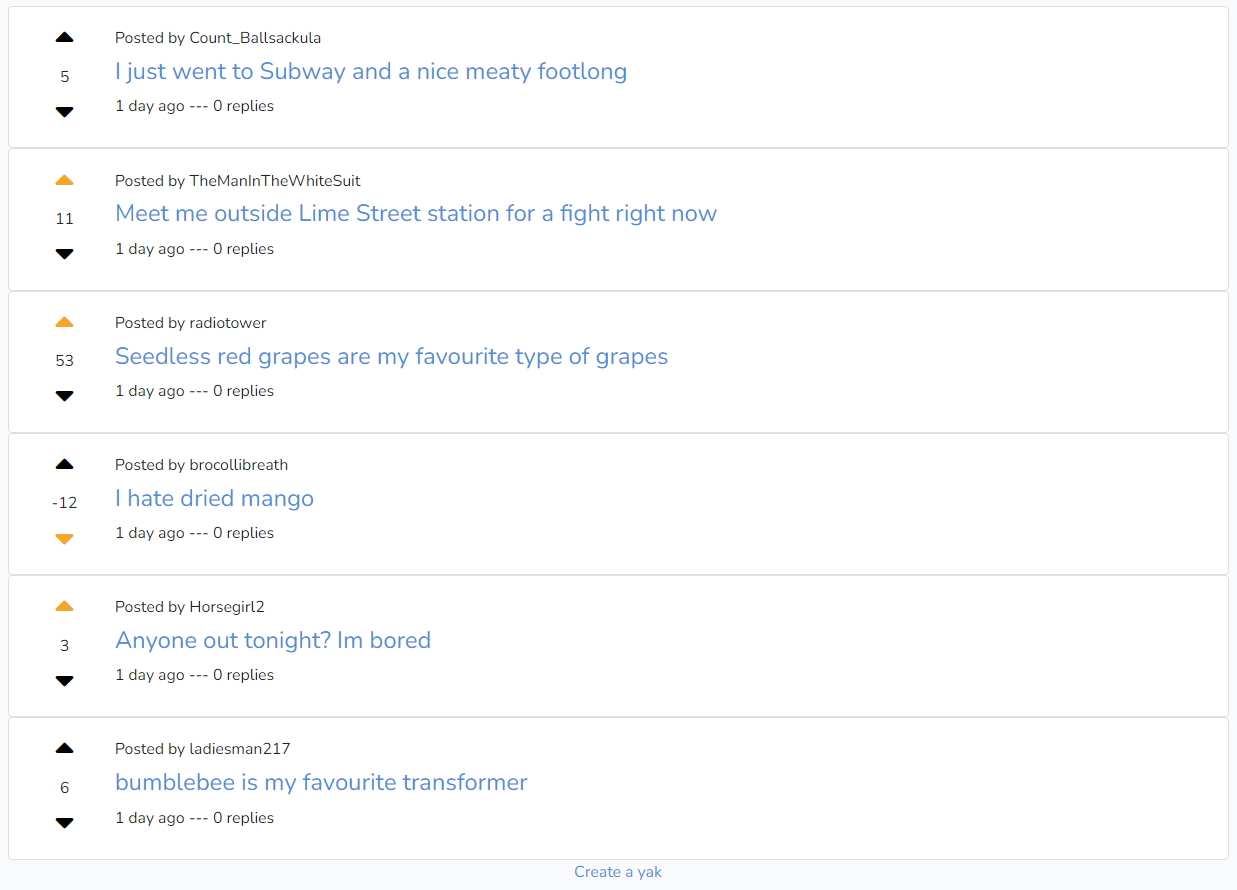 Posted by Count_Ballsackula
5
I just went to Subway and a nice meaty footlong
1 day ago --- 0 replies
Posted by TheManInTheWhiteSuit
11
Meet me outside Lime Street station for a fight right now
1 day ago --- 0 replies
Posted by radiotower
53
Seedless red grapes are my favourite type of grapes
1 day ago --- 0 replies
Posted by brocollibreath
-12
I hate dried mango
1 day ago --- 0 replies
Posted by Horsegirl2
3
Anyone out tonight? Im bored
1 day ago --- 0 replies
Posted by ladiesman217
6
bumblebee is my favourite transformer
1 day ago --- 0 replies
Create a yak